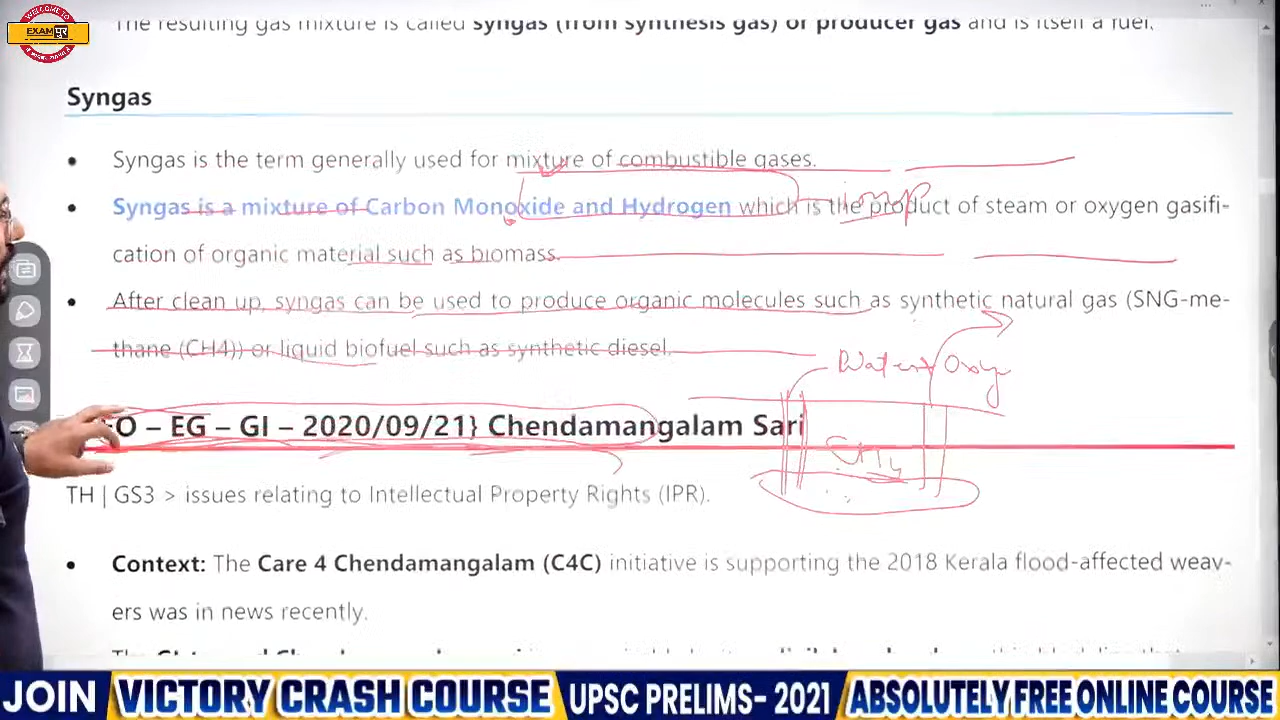 WELCOME TO
EXAM पुर
The resulting gas mixture is called syngas (from synthesis gas) or producer gas and is itself a fuel.
Syngas
• Syngas is the term generally used for mixture of combustible gases.
• Syngas is a mixture of Carbon Monoxide and Hydrogen which is the product of steam or oxygen gasifi-
imp
cation of organic material such as biomass.
• After clean up, syngas can be used to produce organic molecules such as synthetic natural gas (SNG-me-
thane (CH4)) or liquid biofuel such as synthetic diesel.
Water + Oxy
O – EG – GI – 2020/09/21} Chendamangalam Sari
CH4
TH | GS3 > issues relating to Intellectual Property Rights (IPR).
• Context: The Care 4 Chendamangalam (C4C) initiative is supporting the 2018 Kerala flood-affected weav-
ers was in news recently.
JOIN VICTORY CRASH COURSE UPSC PRELIMS- 2021 ABSOLUTELY FREE ONLINE COURSE